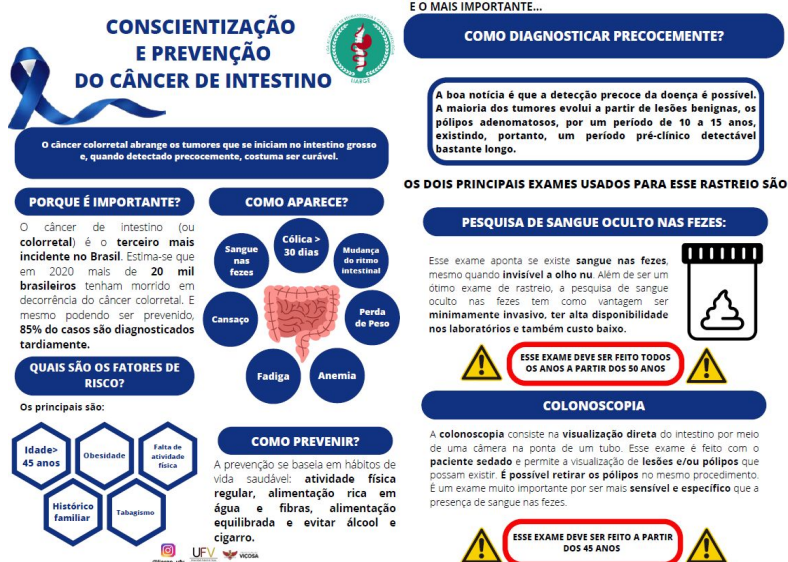 CONSCIENTIZAÇÃO
E PREVENÇÃO
DO CÂNCER DE INTESTINO
O câncer colorretal abrange os tumores que se iniciam no intestino grosso
e, quando detectado precocemente, costuma ser curável.
PORQUE É IMPORTANTE?
O câncer de intestino (ou
colorretal) é o terceiro mais
incidente no Brasil. Estima-se que
em 2020 mais de 20 mil
brasileiros tenham morrido em
decorrência do câncer colorretal. E
mesmo podendo ser prevenido,
85% do casos são diagnosticados
tardiamente.
QUAIS SÃO OS FATORES DE
RISCO?
Os principais são:
Idade>
45 anos
Obesidade
Falta de
atividade
física
Histórico
familiar
Tabagismo
COMO APARECE?
Sangue
nas
fezes
Cólica >
30 dias
Mudança
do ritmo
intestinal
Cansaço
Perda
de Peso
Fadiga
Anemia
COMO PREVENIR?
A prevenção se baseia em hábitos de
vida saudável: atividade física
regular, alimentação rica em
água e fibras, alimentação
equilibrada e evitar álcool e
cigarro.
UFV
VIÇOSA
E O MAIS IMPORTANTE...
COMO DIAGNOSTICAR PRECOCEMENTE?
A boa notícia é que a detecção precoce da doença é possível.
A maioria dos tumores evolui a partir de lesões benignas, os
pólipos adenomatosos, por um período de 10 a 15 anos,
existindo, portanto, um período pré-clínico detectável
bastante longo.
OS DOIS PRINCIPAIS EXAMES USADOS PARA ESSE RASTREIO SÃO
PESQUISA DE SANGUE OCULTO NAS FEZES:
Esse exame aponta se existe sangue nas fezes,
mesmo quando invisível a olho nu. Além de ser um
ótimo exame de rastreio, a pesquisa de sangue
oculto nas fezes tem como vantagem ser
minimamente invasivo, ter alta disponibilidade
nos laboratórios e também custo baixo.
ESSE EXAME DEVE SER FEITO TODOS
OS ANOS A PARTIR DOS 50 ANOS
COLONOSCOPIA
A colonoscopia consiste na visualização direta do intestino por meio
de uma câmera na ponta de um tubo. Esse exame é feito com o
paciente sedado e permite a visualização de lesões e/ou pólipos que
possam existir. É possível retirar os pólipos no mesmo procedimento.
É um exame muito importante por ser mais sensível e específico que a
presença de sangue nas fezes.
ESSE EXAME DEVE SER FEITO A PARTIR
DOS 45 ANOS